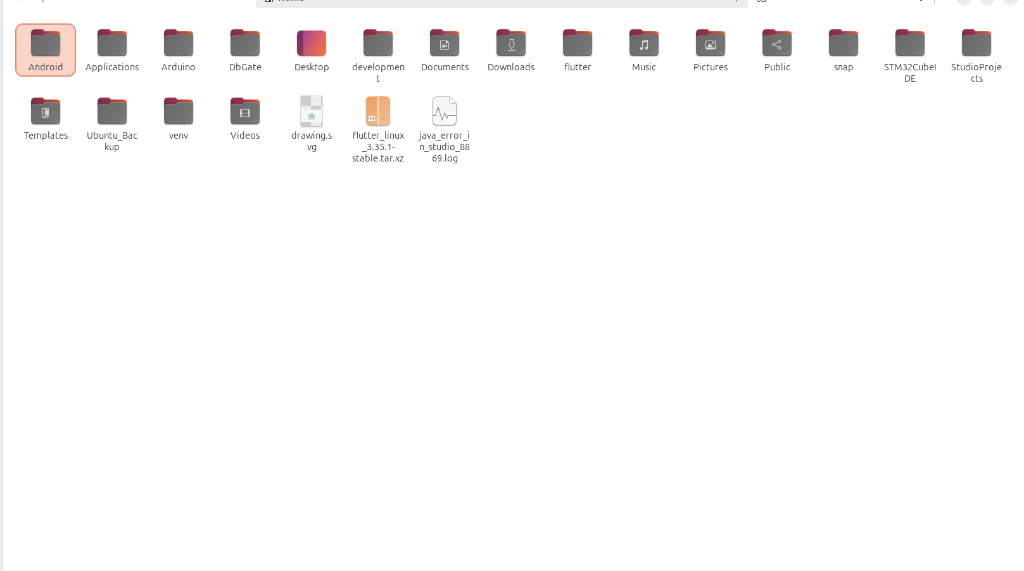 Android
Applications
Arduino
DbGate
Desktop
developmen
t
Documents
Downloads
flutter
Music
Pictures
Public
snap
STM32CubeI
DE
StudioProje
cts
Templates
Ubuntu_Bac
kup
venv
Videos
drawing.s
vg
flutter_linux
_3.35.1-
stable.tar.xz
java_error_i
n_studio_88
69.log